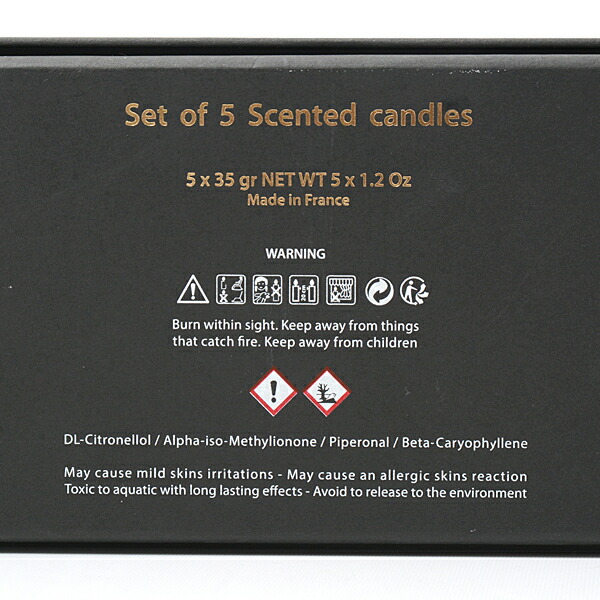 Set of 5 Scented candles
5 x 35 gr NET WT 5 x 1.2 Oz
Made in France
WARNING
Burn within sight. Keep away from things
that catch fire. Keep away from children
DL-Citronellol / Alpha-iso-Methylionone / Piperonal / Beta-Caryophyllene
May cause mild skins irritations - May cause an allergic skins reaction
Toxic to aquatic with long lasting effects - Avoid to release to the environment